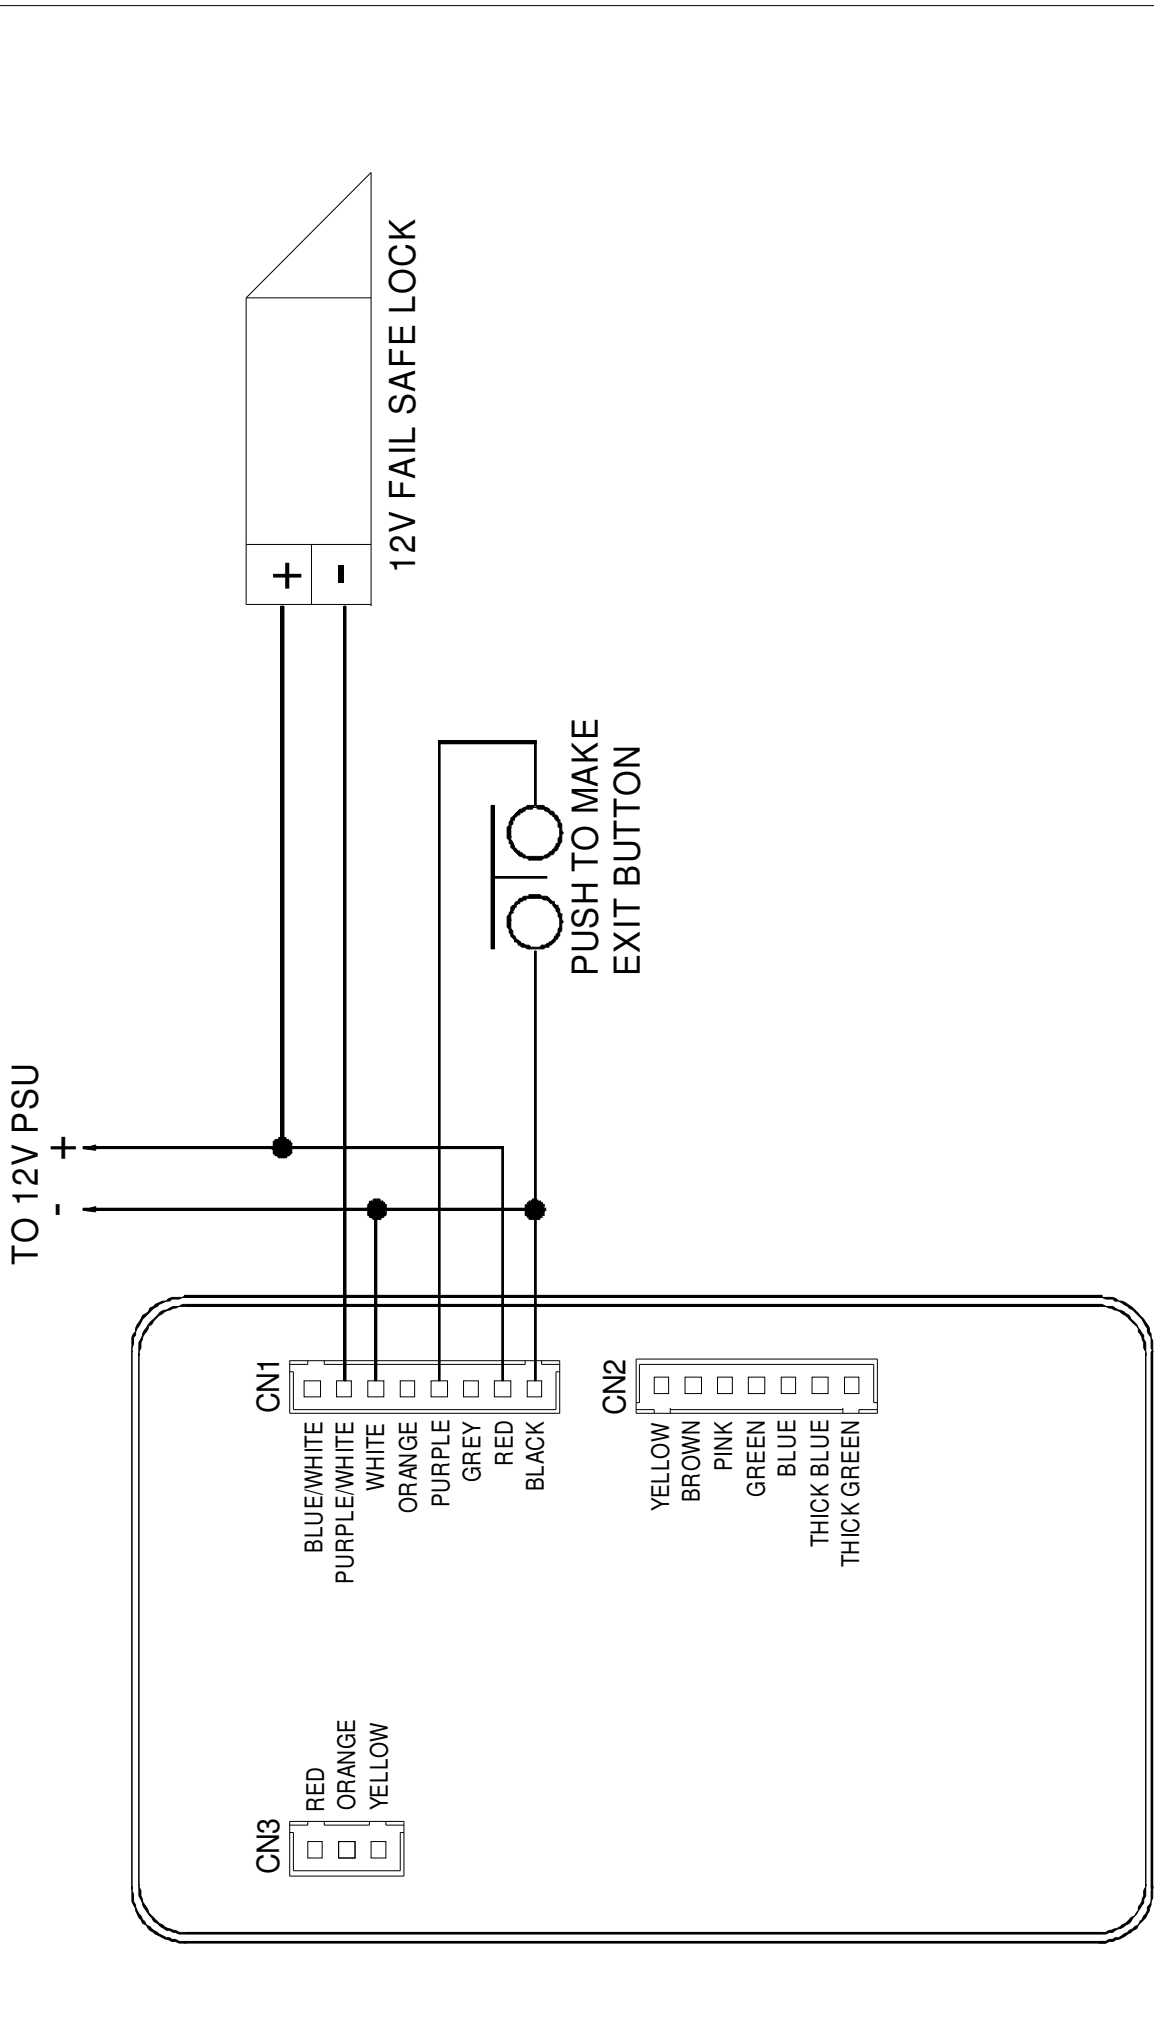 TO 12V PSU
- +
+
-
12V FAIL SAFE LOCK
PUSH TO MAKE
EXIT BUTTON
CN1
BLUE/WHITE
PURPLE/WHITE
WHITE
ORANGE
PURPLE
GREY
RED
BLACK
CN2
YELLOW
BROWN
PINK
GREEN
BLUE
THICK BLUE
THICK GREEN
CN3
RED
ORANGE
YELLOW